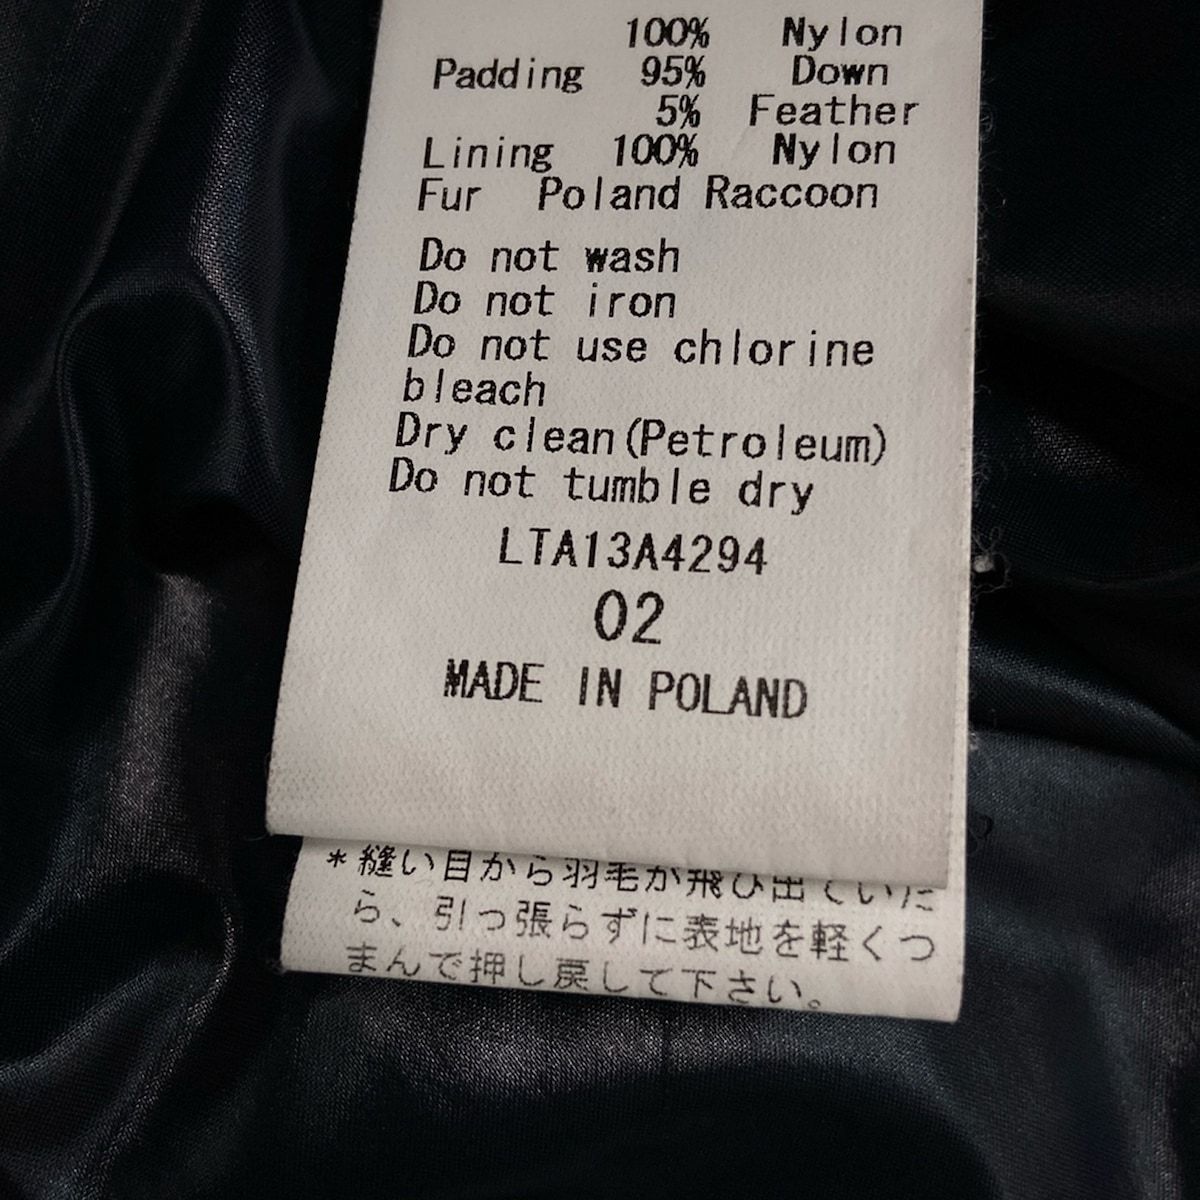 100% Nylon
Padding 95% Down
5% Feather
Lining 100% Nylon
Fur Poland Raccoon
Do not wash
Do not iron
Do not use chlorine
bleach
Dry clean(Petroleum)
Do not tumble dry
LTA13A4294
02
MADE IN POLAND
*縫い目から羽毛が飛び出ていた
ら、引っ張らずに表地を軽くつ
まんで押し戻して下さい。